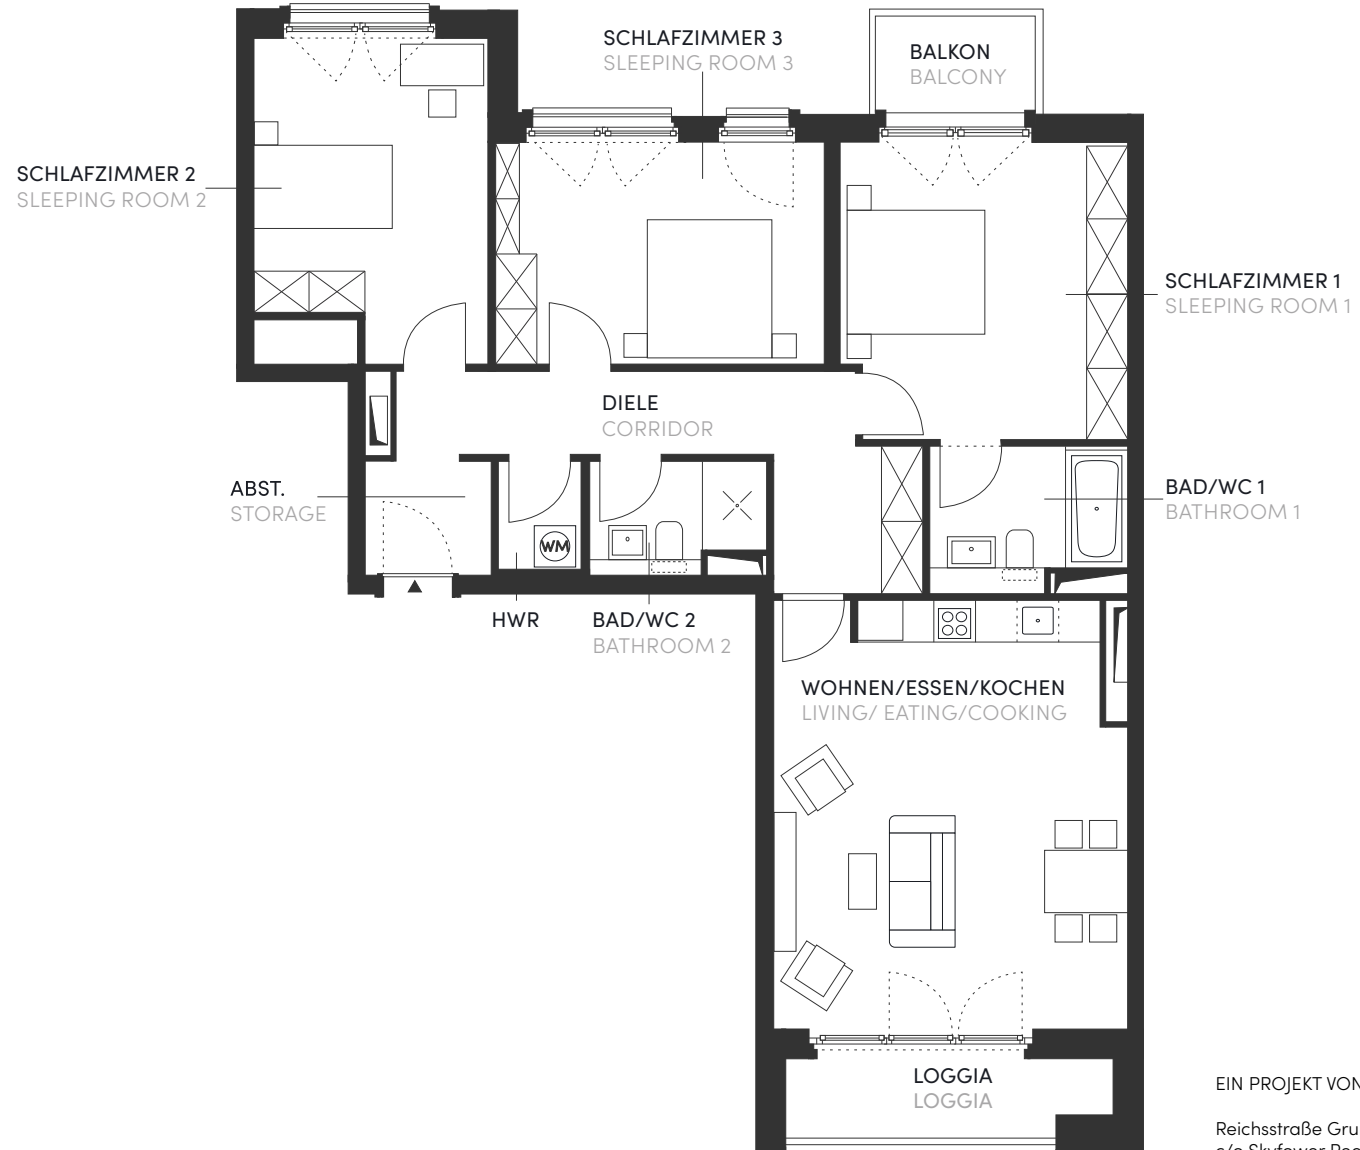 SCHLAFZIMMER 3
SLEEPING ROOM 3
BALKON
BALCONY
SCHLAFZIMMER 2
SLEEPING ROOM 2
SCHLAFZIMMER 1
SLEEPING ROOM 1
DIELE
CORRIDOR
ABST.
STORAGE
BAD/WC 1
BATHROOM 1
WM
HWR
BAD/WC 2
BATHROOM 2
WOHNEN/ESSEN/KOCHEN
LIVING/ EATING/COOKING
LOGGIA
LOGGIA
EIN PROJEKT VON
Reichsstraße Gru